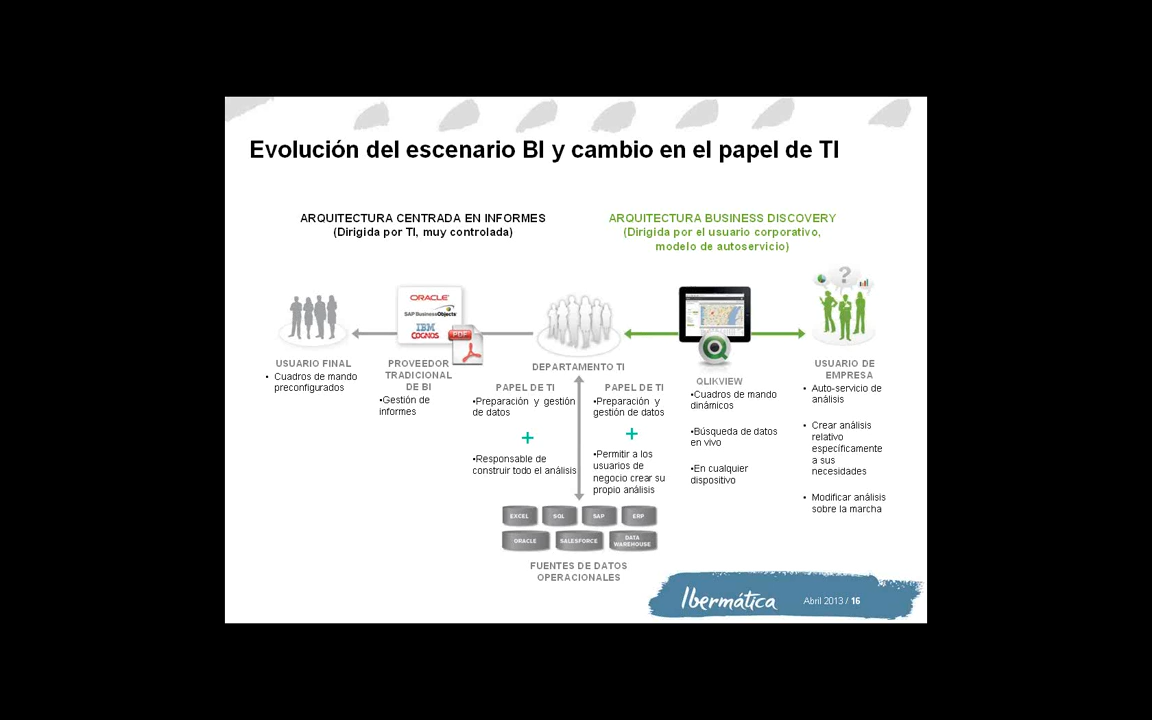 Evolución del escenario BI y cambio en el papel de TI
ARQUITECTURA CENTRADA EN INFORMES
(Dirigida por TI, muy controlada)
ARQUITECTURA BUSINESS DISCOVERY
(Dirigida por el usuario corporativo,
modelo de autoservicio)
ORACLE
SAP BusinessObjects
IBM
COGNOS
PDF
?
USUARIO FINAL
• Cuadros de mando
preconfigurados
PROVEEDOR
TRADICIONAL
DE BI
•Gestión de
informes
DEPARTAMENTO TI
PAPEL DE TI
•Preparación y gestión
de datos
+
•Responsable de
construir todo el análisis
PAPEL DE TI
•Preparación y
gestión de datos
+
•Permitir a los
usuarios de
negocio crear su
propio análisis
QLIKVIEW
•Cuadros de mando
dinámicos
•Búsqueda de datos
en vivo
•En cualquier
dispositivo
USUARIO DE
EMPRESA
• Auto-servicio de
análisis
• Crear análisis
relativo
específicamente
a sus
necesidades
• Modificar análisis
sobre la marcha
EXCEL
SQL
SAP
ERP
ORACLE
SALESFORCE
DATA
WAREHOUSE
FUENTES DE DATOS
OPERACIONALES
Ibermática
Abril 2013 / 16